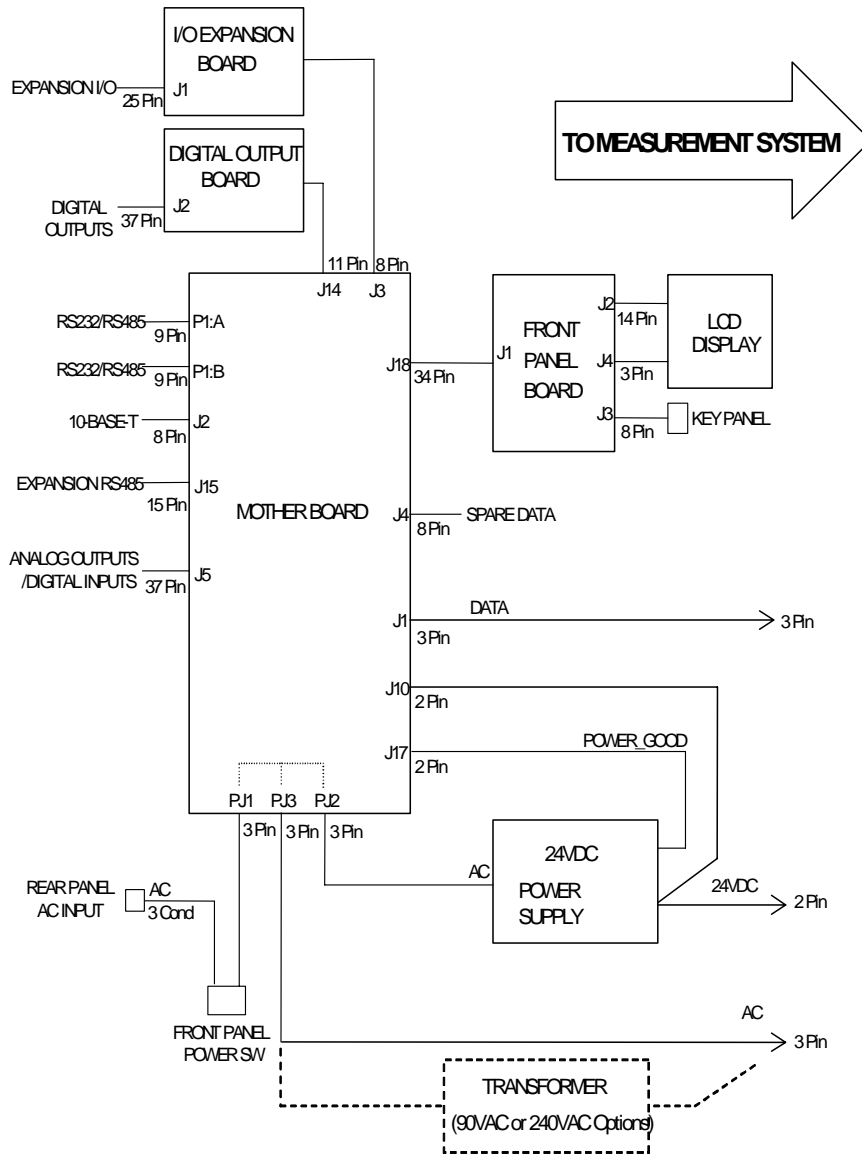 I/O EXPANSION
BOARD
EXPANSION I/O
25 Pin
J1
DIGITAL OUTPUT
BOARD
DIGITAL
OUTPUTS
37 Pin
J2
TO MEASUREMENT SYSTEM
11 Pin
8 Pin
J14
J3
RS232/RS485
9 Pin
P1:A
RS232/RS485
9 Pin
P1:B
10-BASE-T
8 Pin
J2
EXPANSION RS485
15 Pin
J15
ANALOG OUTPUTS
/DIGITAL INPUTS
37 Pin
J5
MOTHER BOARD
J18
34 Pin
J1
FRONT
PANEL
BOARD
J2
14 Pin
J4
3 Pin
J3
8 Pin
LCD
DISPLAY
KEY PANEL
J4
8 Pin
SPARE DATA
J1
3 Pin
DATA
3 Pin
J10
2 Pin
J17
2 Pin
POWER_GOOD
PJ1
PJ3
PJ2
3 Pin
3 Pin
3 Pin
AC
24VDC
POWER
SUPPLY
24VDC
2 Pin
REAR PANEL
AC INPUT
AC
3 Cond
FRONT PANEL
POWER SW
AC
3 Pin
TRANSFORMER
(90VAC or 240VAC Options)